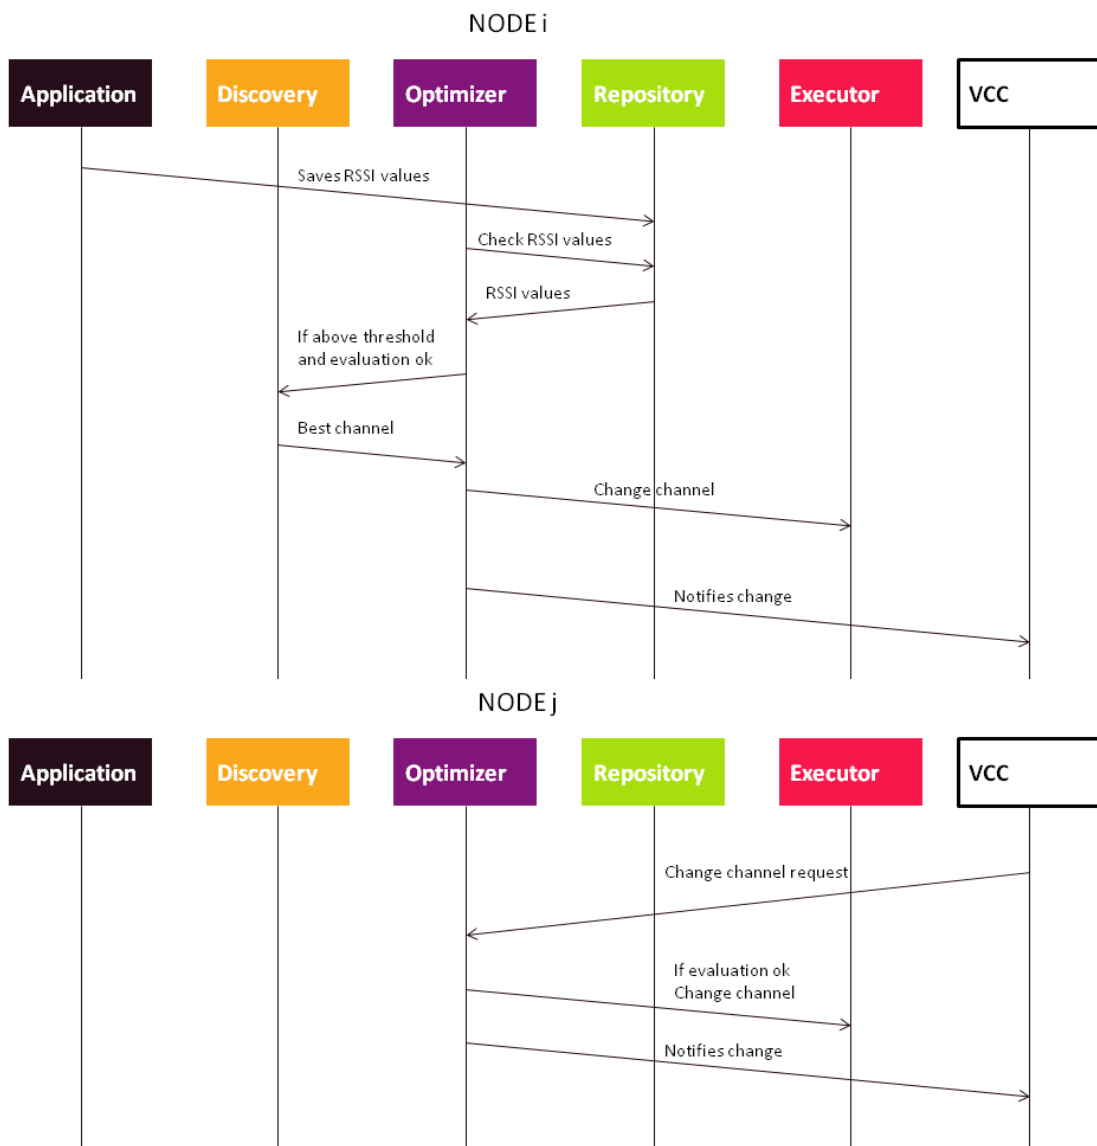 NODE i
Application
Discovery
Optimizer
Repository
Executor
VCC
Saves RSSI values
Check RSSI values
RSSI values
If above threshold
and evaluation ok
Best channel
Change channel
Notifies change
NODE j
Application
Discovery
Optimizer
Repository
Executor
VCC
Change channel request
If evaluation ok
Change channel
Notifies change